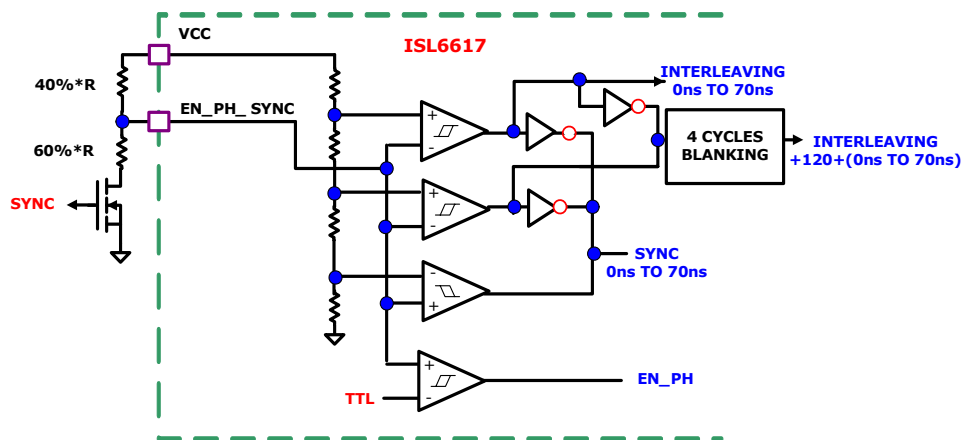 VCC
ISL6617
40%*R
INTERLEAVING
0ns TO 70ns
EN_PH_ SYNC
+
-
4 CYCLES
BLANKING
INTERLEAVING
+120+(0ns TO 70ns)
60%*R
SYNC
+
-
SYNC
0ns TO 70ns
-
+
+
-
TTL
EN_PH